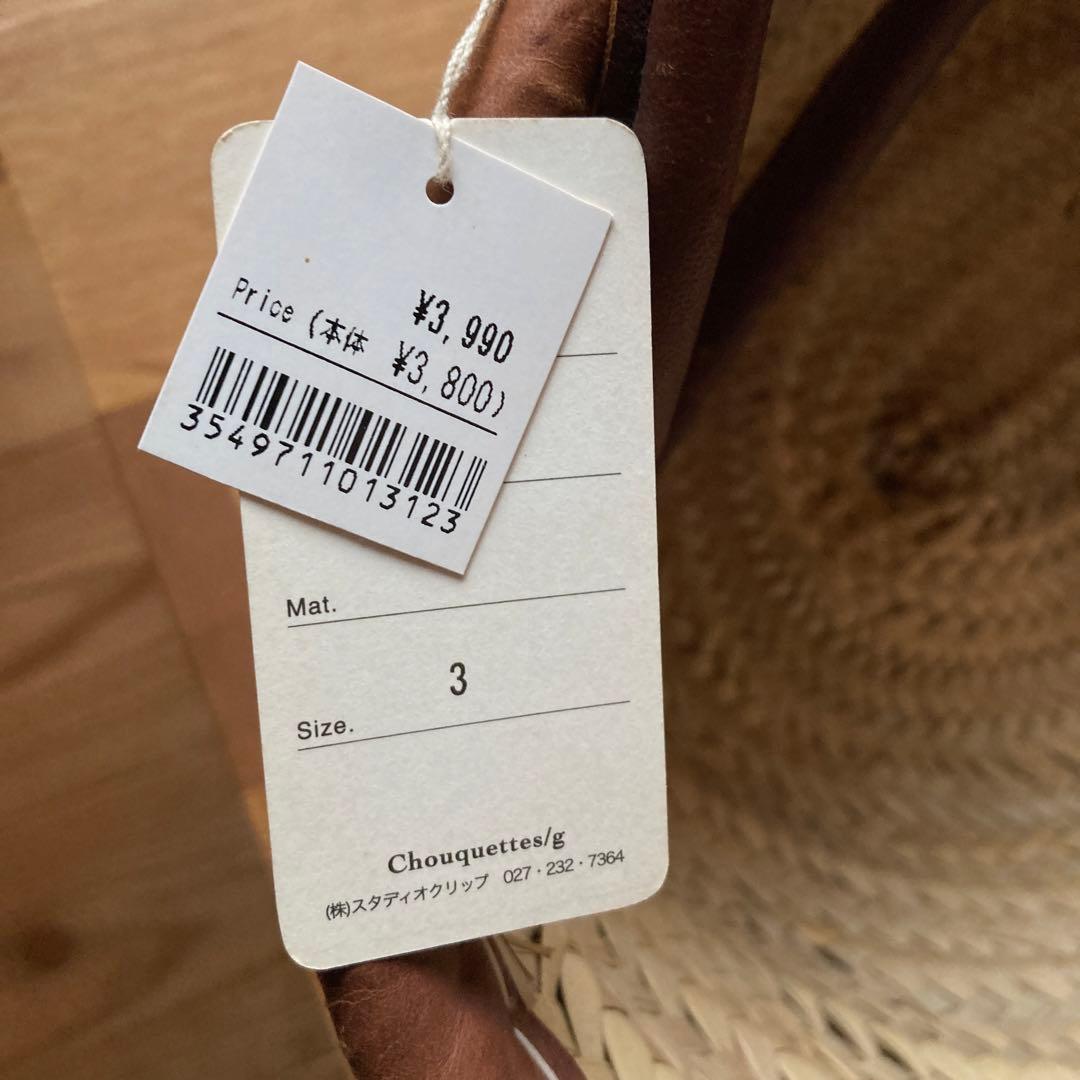 ¥3,990
Price (本体 ¥3,800)
3549711013123
Mat.
3
Size.
Chouquettes/g
(株)スタディオクリップ 027・232・7364